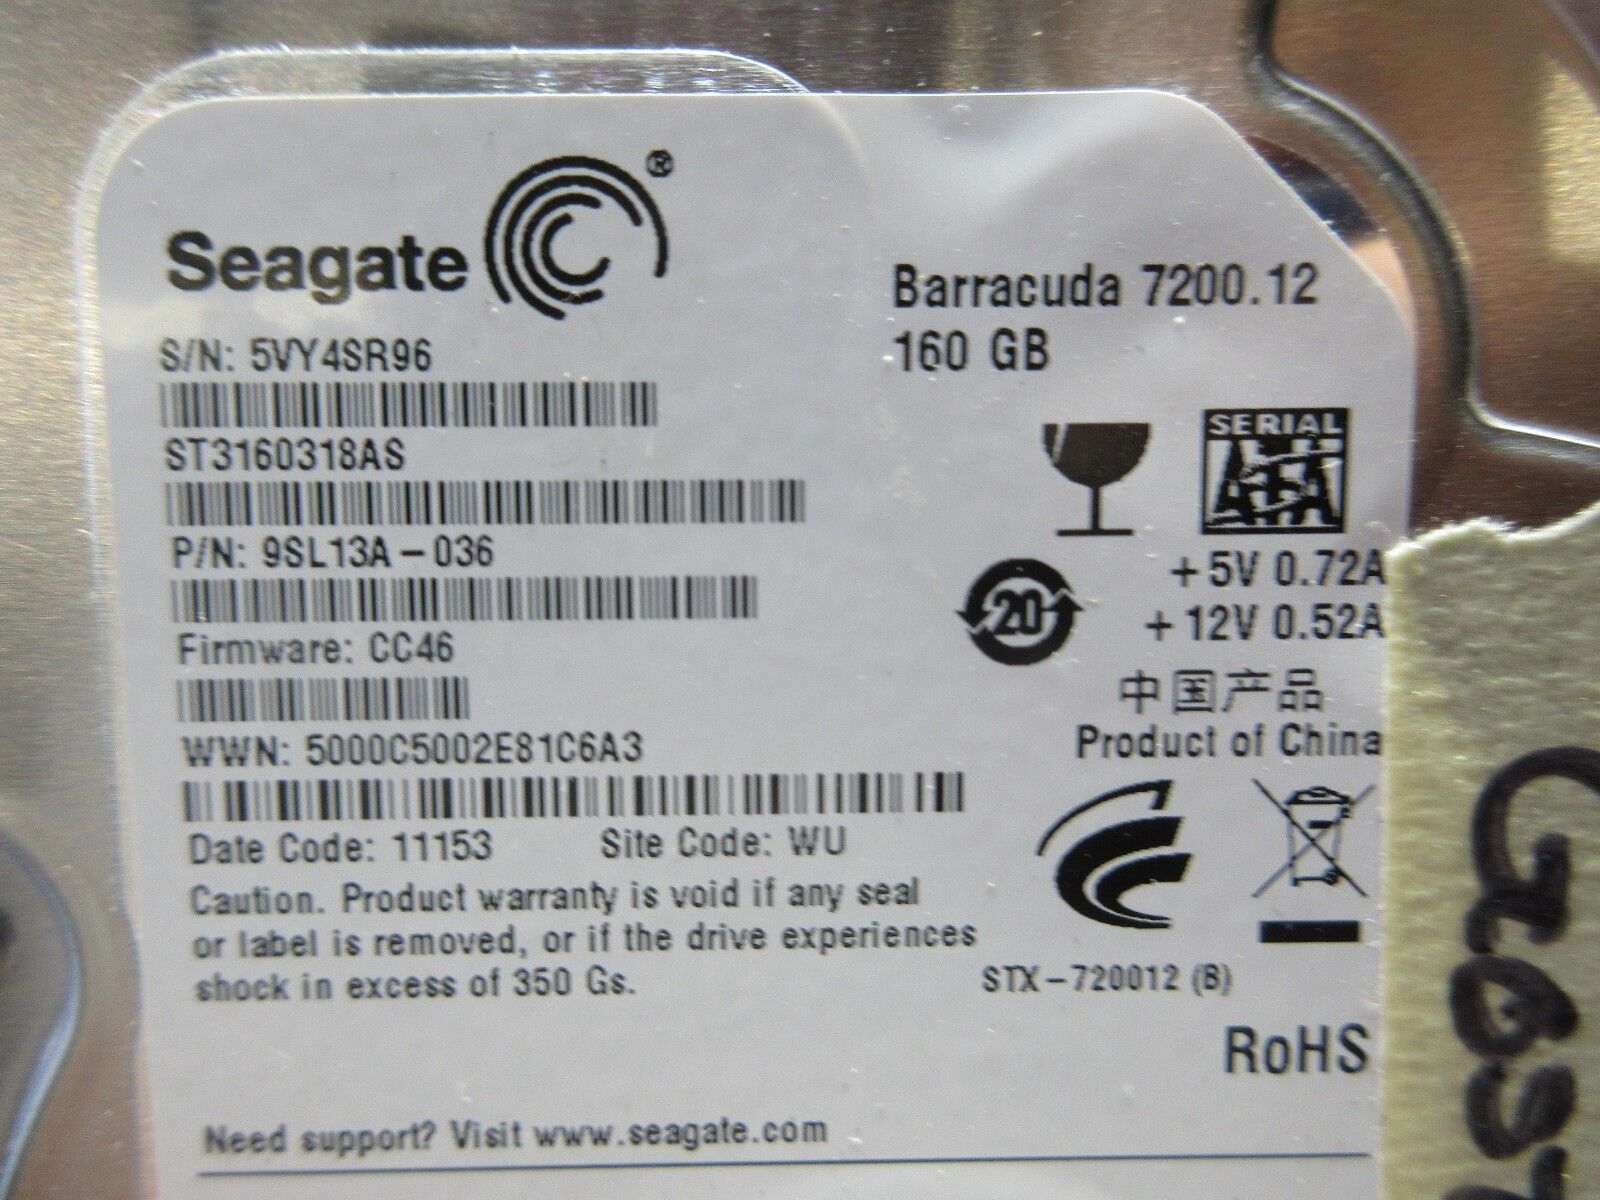 Seagate ®
Barracuda 7200.12
160 GB
S/N: 5VY4SR96
ST3160318AS
P/N: 9SL13A-036
Firmware: CC46
WWN: 5000C5002E81C6A3
Date Code: 11153 Site Code: WU
Caution. Product warranty is void if any seal
or label is removed, or if the drive experiences
shock in excess of 350 Gs.
Need support? Visit www.seagate.com
SERIAL
ATA
20
+5V 0.72A
+12V 0.52A
中国产品
Product of China
STX-720012 (B)
RoHS